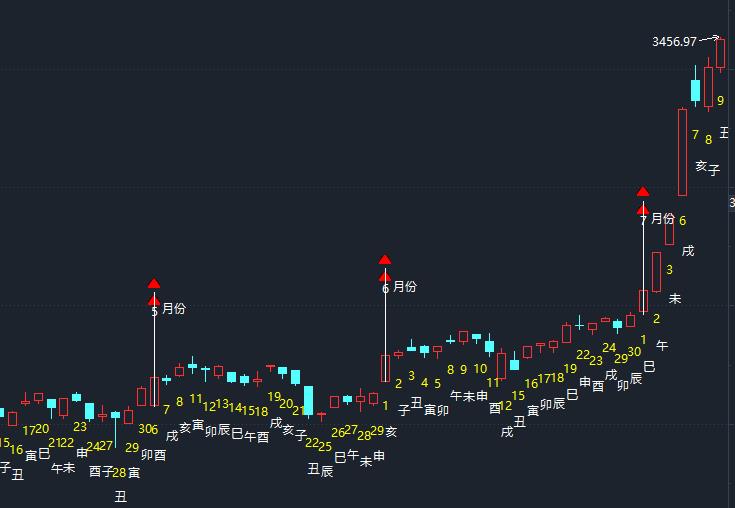 3456.97
7月份
6月份
5月份
15 子
16 丑
17 寅
20 巳
21 午
22 未
23 申
24 酉
27 子
28 丑
29 寅
30 卯
6 酉
7 戌
8 亥
11 寅
12 卯
13 辰
14 巳
15 午
18 酉
19 戌
20 亥
21 子
22 丑
25 辰
26 巳
27 午
28 未
29 申
1 亥
2 子
3 丑
4 寅
5 卯
8 午
9 未
10 申
11 酉
12 戌
15 丑
16 寅
17 卯
18 辰
19 巳
22 申
23 酉
24 戌
29 卯
30 辰
1 巳
2 午
3 未
6 戌
7 亥
8 子
9 丑